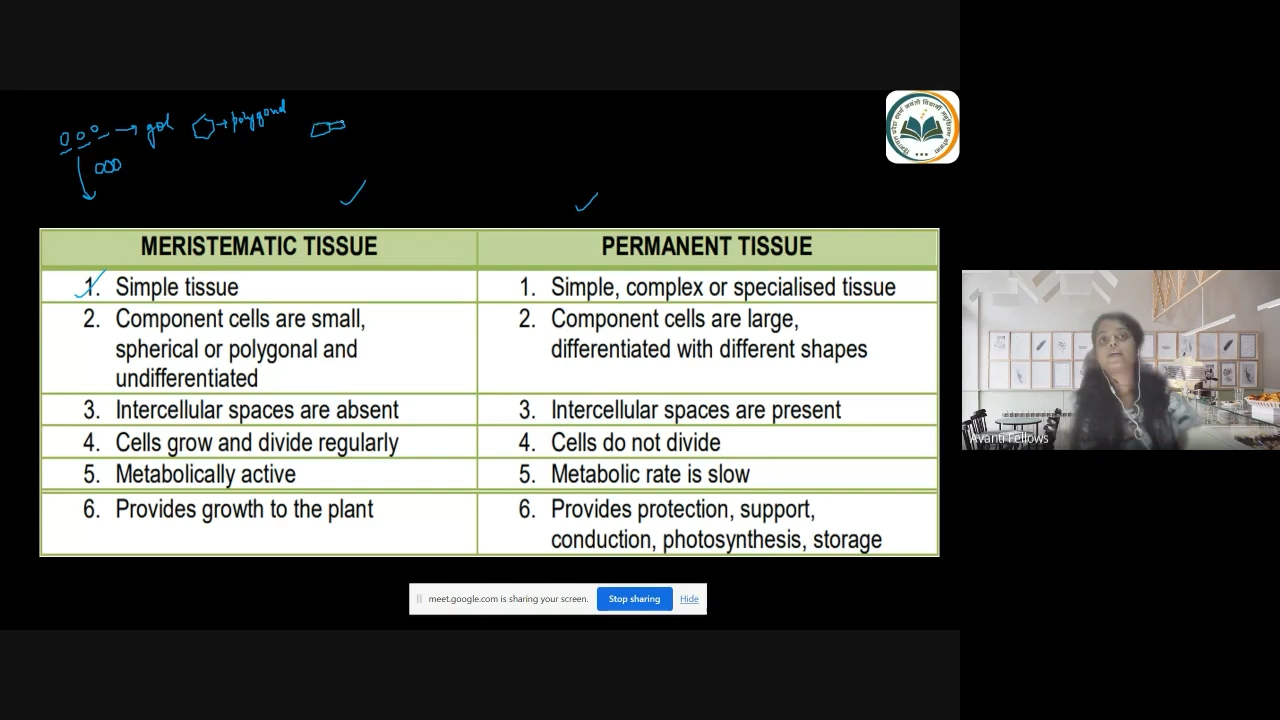 → gol → polygonal
MERISTEMATIC TISSUE PERMANENT TISSUE
1. Simple tissue 1. Simple, complex or specialised tissue
2. Component cells are small, 2. Component cells are large,
spherical or polygonal and differentiated with different shapes
undifferentiated
3. Intercellular spaces are absent 3. Intercellular spaces are present
4. Cells grow and divide regularly 4. Cells do not divide
5. Metabolically active 5. Metabolic rate is slow
6. Provides growth to the plant 6. Provides protection, support,
conduction, photosynthesis, storage
Avanti Fellows
meet.google.com is sharing your screen. Stop sharing Hide